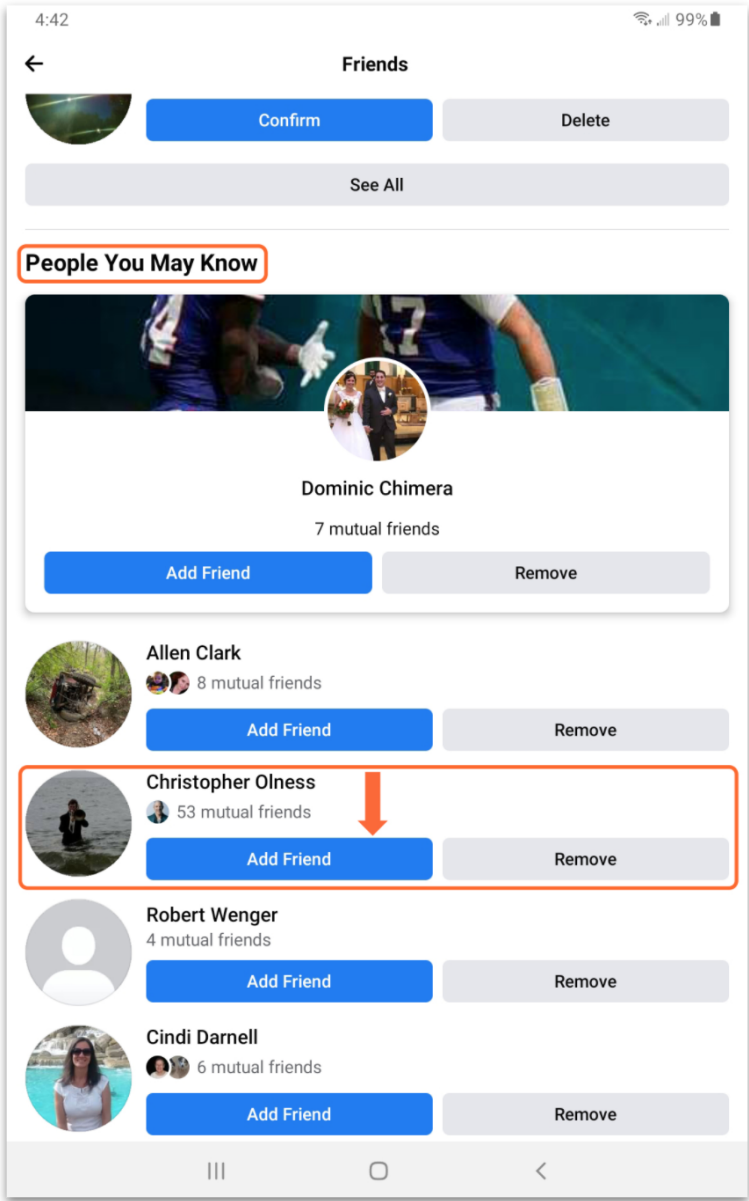 4:42 99%
Friends
Confirm Delete
See All
People You May Know
4 17
Dominic Chimera
7 mutual friends
Add Friend Remove
Allen Clark
8 mutual friends
Add Friend Remove
Christopher Olness
53 mutual friends
Add Friend Remove
Robert Wenger
4 mutual friends
Add Friend Remove
Cindi Darnell
6 mutual friends
Add Friend Remove